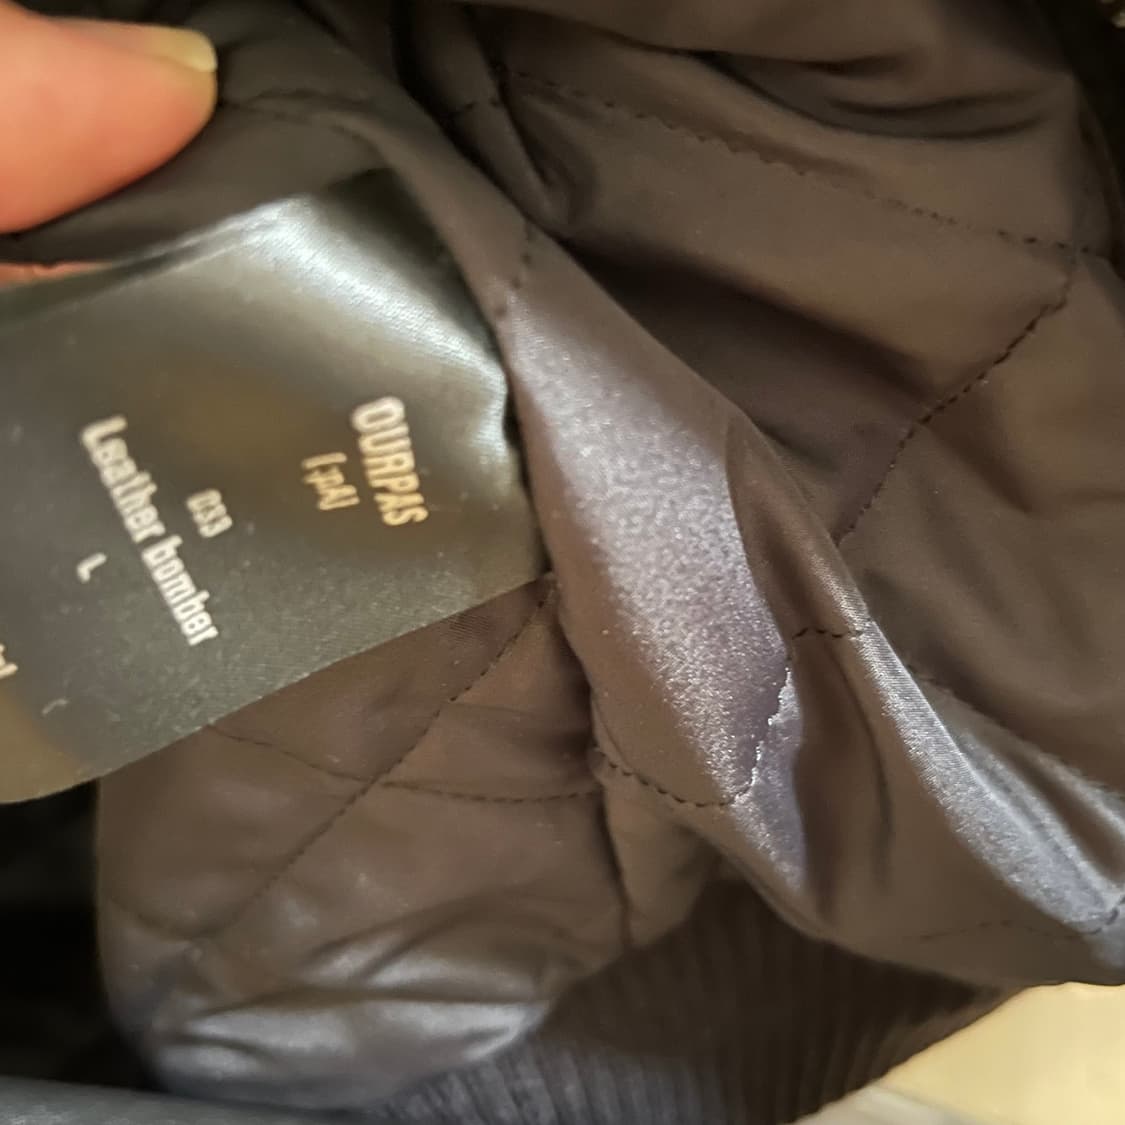 OURPAS
033
Leather bomber
L